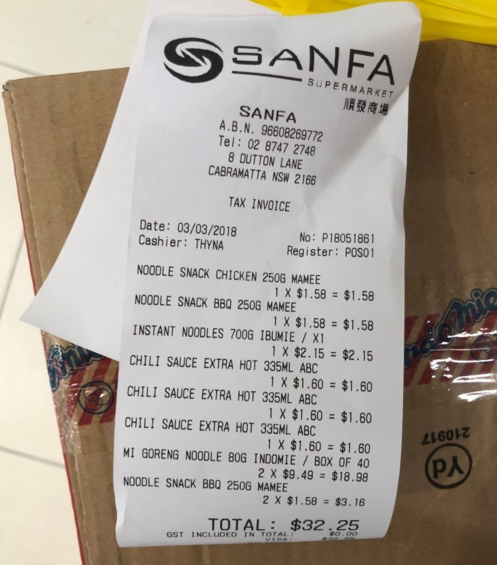 SANFA
SUPERMARKET
順發商場
SANFA
A.B.N. 96608269772
Tel: 02 8747 2748
8 DUTTON LANE
CABRAMATTA NSW 2166
TAX INVOICE
Date: 03/03/2018 No: P18051861
Cashier: THYNA Register: POS01
NOODLE SNACK CHICKEN 250G MAMEE
1 X $1.58 = $1.58
NOODLE SNACK BBQ 250G MAMEE
1 X $1.58 = $1.58
INSTANT NOODLES 700G IBUMIE / X1
1 X $2.15 = $2.15
CHILI SAUCE EXTRA HOT 335ML ABC
1 X $1.60 = $1.60
CHILI SAUCE EXTRA HOT 335ML ABC
1 X $1.60 = $1.60
CHILI SAUCE EXTRA HOT 335ML ABC
1 X $1.60 = $1.60
MI GORENG NOODLE 80G INDOMIE / BOX OF 40
2 X $9.49 = $18.98
NOODLE SNACK BBQ 250G MAMEE
2 X $1.58 = $3.16
TOTAL: $32.25
GST INCLUDED IN TOTAL: $0.00
VISA:
210917
Yd